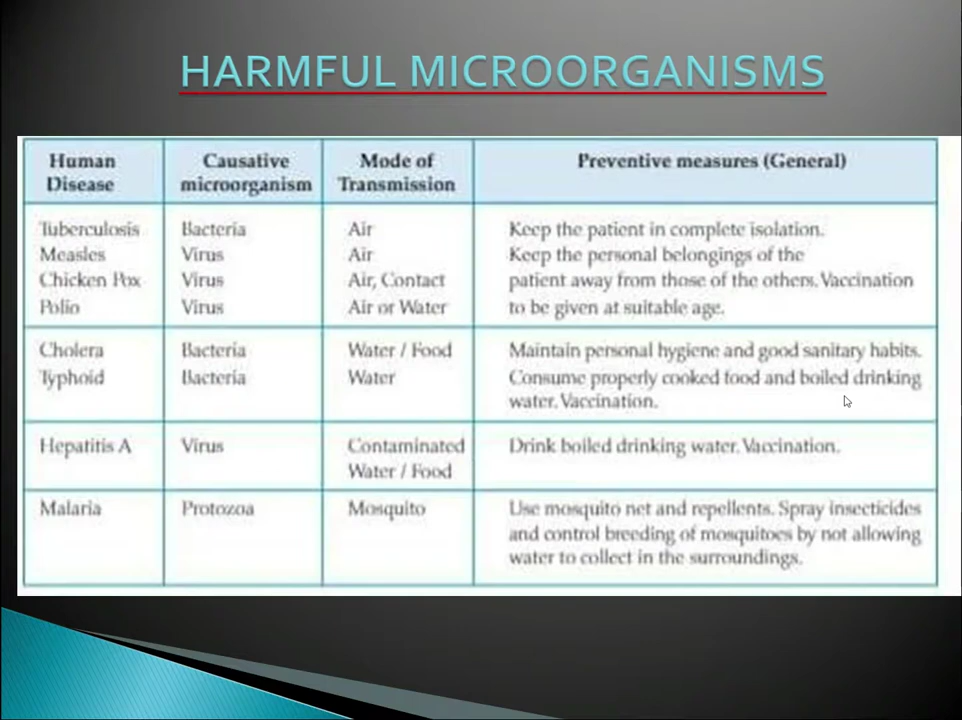 HARMFUL MICROORGANISMS
Human Disease | Causative microorganism | Mode of Transmission | Preventive measures (General)
Tuberculosis | Bacteria | Air | Keep the patient in complete isolation.
Measles | Virus | Air | Keep the personal belongings of the
Chicken Pox | Virus | Air, Contact | patient away from those of the others. Vaccination
Polio | Virus | Air or Water | to be given at suitable age.
Cholera | Bacteria | Water / Food | Maintain personal hygiene and good sanitary habits.
Typhoid | Bacteria | Water | Consume properly cooked food and boiled drinking
water. Vaccination.
Hepatitis A | Virus | Contaminated | Drink boiled drinking water. Vaccination.
Water / Food
Malaria | Protozoa | Mosquito | Use mosquito net and repellents. Spray insecticides
and control breeding of mosquitoes by not allowing
water to collect in the surroundings.